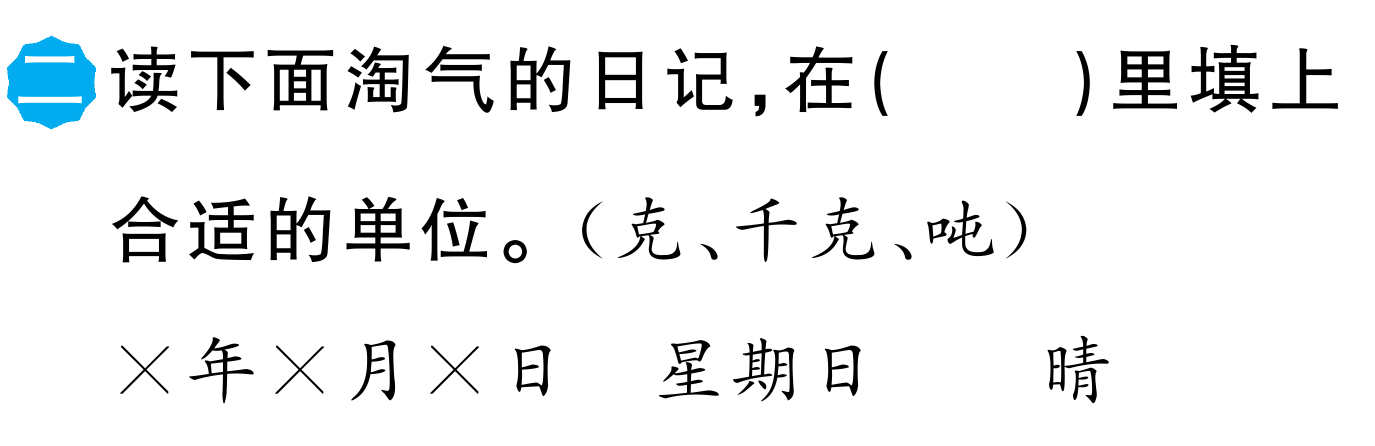 二 读下面淘气的日记,在(　　)里填上
合适的单位。(克、千克、吨)
×年×月×日　星期日　　晴